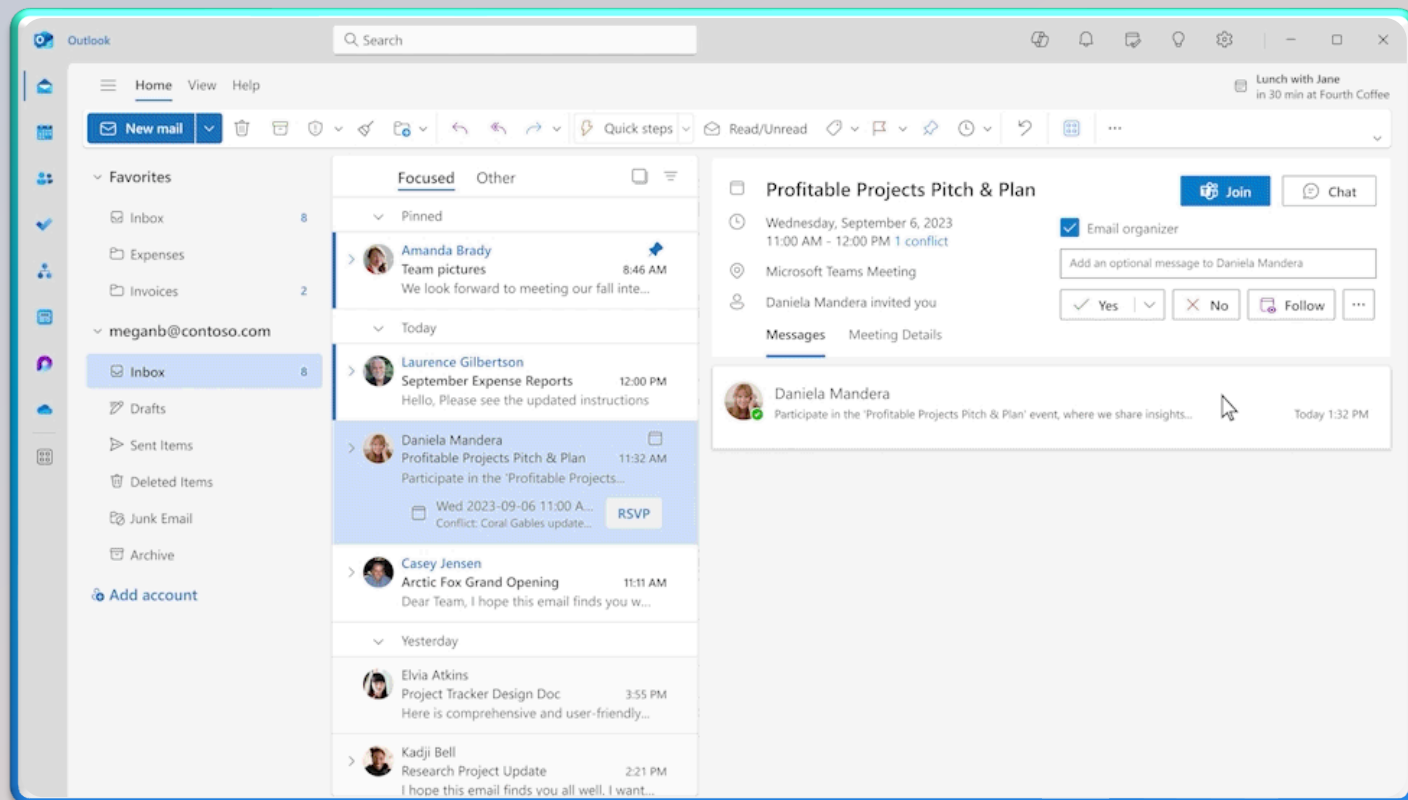 Outlook
Search
Home View Help
Lunch with Jane
in 30 min at Fourth Coffee
New mail
Quick steps
Read/Unread
Favorites
Inbox 8
Expenses
Invoices 2
meganb@contoso.com
Inbox 8
Drafts
Sent Items
Deleted Items
Junk Email
Archive
Add account
Focused Other
Pinned
Amanda Brady
Team pictures 8:46 AM
We look forward to meeting our fall inte...
Today
Laurence Gilbertson
September Expense Reports 12:00 PM
Hello, Please see the updated instructions
Daniela Mandera
Profitable Projects Pitch & Plan 11:32 AM
Participate in the 'Profitable Projects...
Wed 2023-09-06 11:00 A...
Conflict: Coral Gables update...
RSVP
Casey Jensen
Arctic Fox Grand Opening 11:11 AM
Dear Team, I hope this email finds you w...
Yesterday
Elvia Atkins
Project Tracker Design Doc 3:55 PM
Here is comprehensive and user-friendly...
Kadji Bell
Research Project Update 2:21 PM
I hope this email finds you all well. I want...
Profitable Projects Pitch & Plan
Join
Chat
Wednesday, September 6, 2023
11:00 AM - 12:00 PM 1 conflict
Microsoft Teams Meeting
Daniela Mandera invited you
Email organizer
Add an optional message to Daniela Mandera
Yes No Follow ...
Messages Meeting Details
Daniela Mandera
Participate in the 'Profitable Projects Pitch & Plan' event, where we share insights... Today 1:32 PM